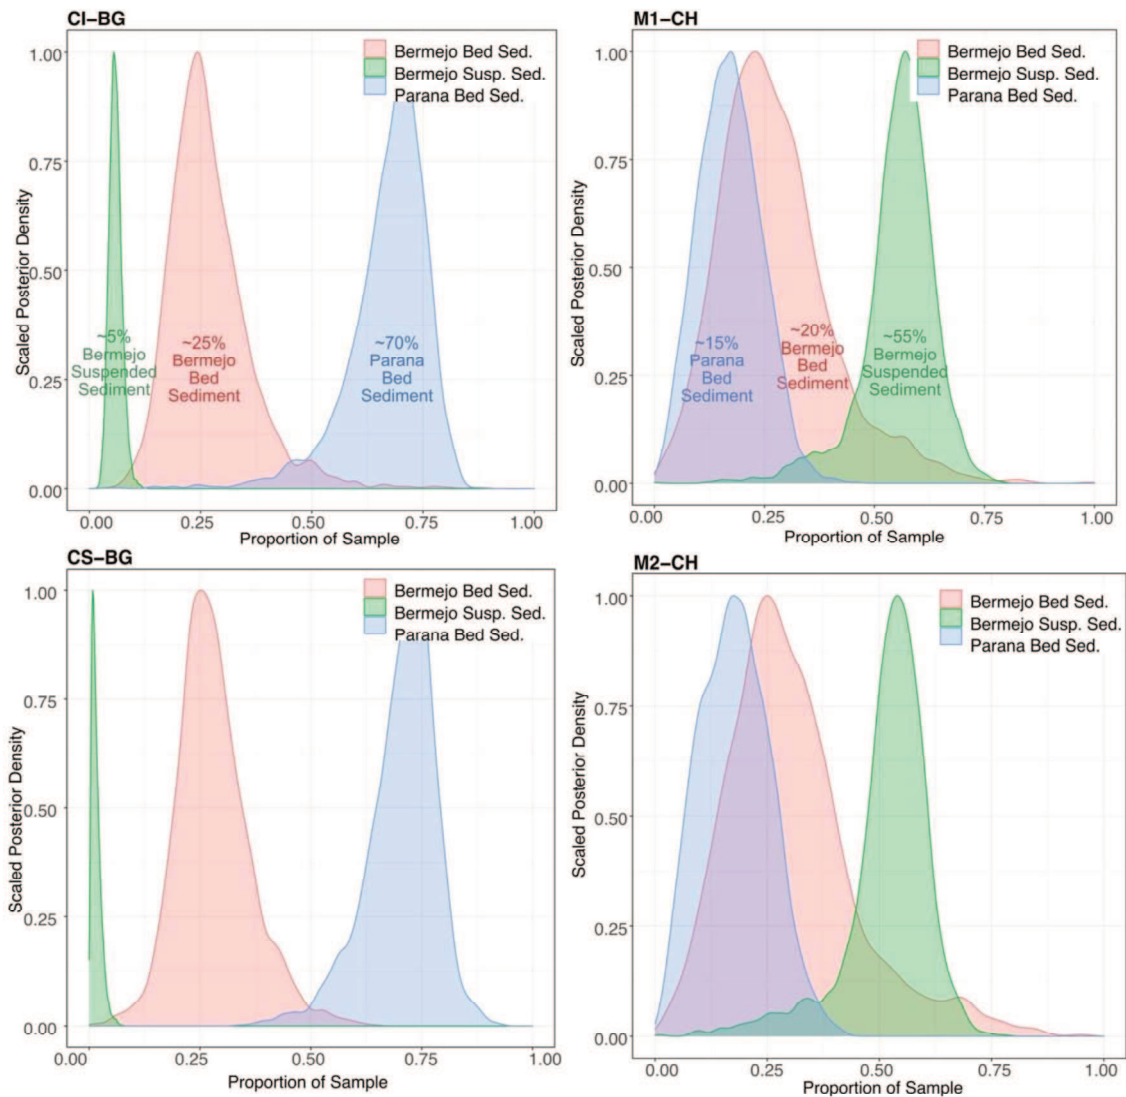 CI-BG
Bermejo Bed Sed.
Bermejo Susp. Sed.
Parana Bed Sed.
Scaled Posterior Density
1.00
0.75
0.50
0.25
0.00
~5%
Bermejo
Suspended
Sediment
~25%
Bermejo
Bed
Sediment
~70%
Parana
Bed
Sediment
0.00 0.25 0.50 0.75 1.00
Proportion of Sample
M1-CH
Bermejo Bed Sed.
Bermejo Susp. Sed.
Parana Bed Sed.
Scaled Posterior Density
1.00
0.75
0.50
0.25
0.00
~15%
Parana
Bed
Sediment
~20%
Bermejo
Bed
Sediment
~55%
Bermejo
Suspended
Sediment
0.00 0.25 0.50 0.75 1.00
Proportion of Sample
CS-BG
Bermejo Bed Sed.
Bermejo Susp. Sed.
Parana Bed Sed.
Scaled Posterior Density
1.00
0.75
0.50
0.25
0.00
0.00 0.25 0.50 0.75 1.00
Proportion of Sample
M2-CH
Bermejo Bed Sed.
Bermejo Susp. Sed.
Parana Bed Sed.
Scaled Posterior Density
1.00
0.75
0.50
0.25
0.00
0.00 0.25 0.50 0.75 1.00
Proportion of Sample